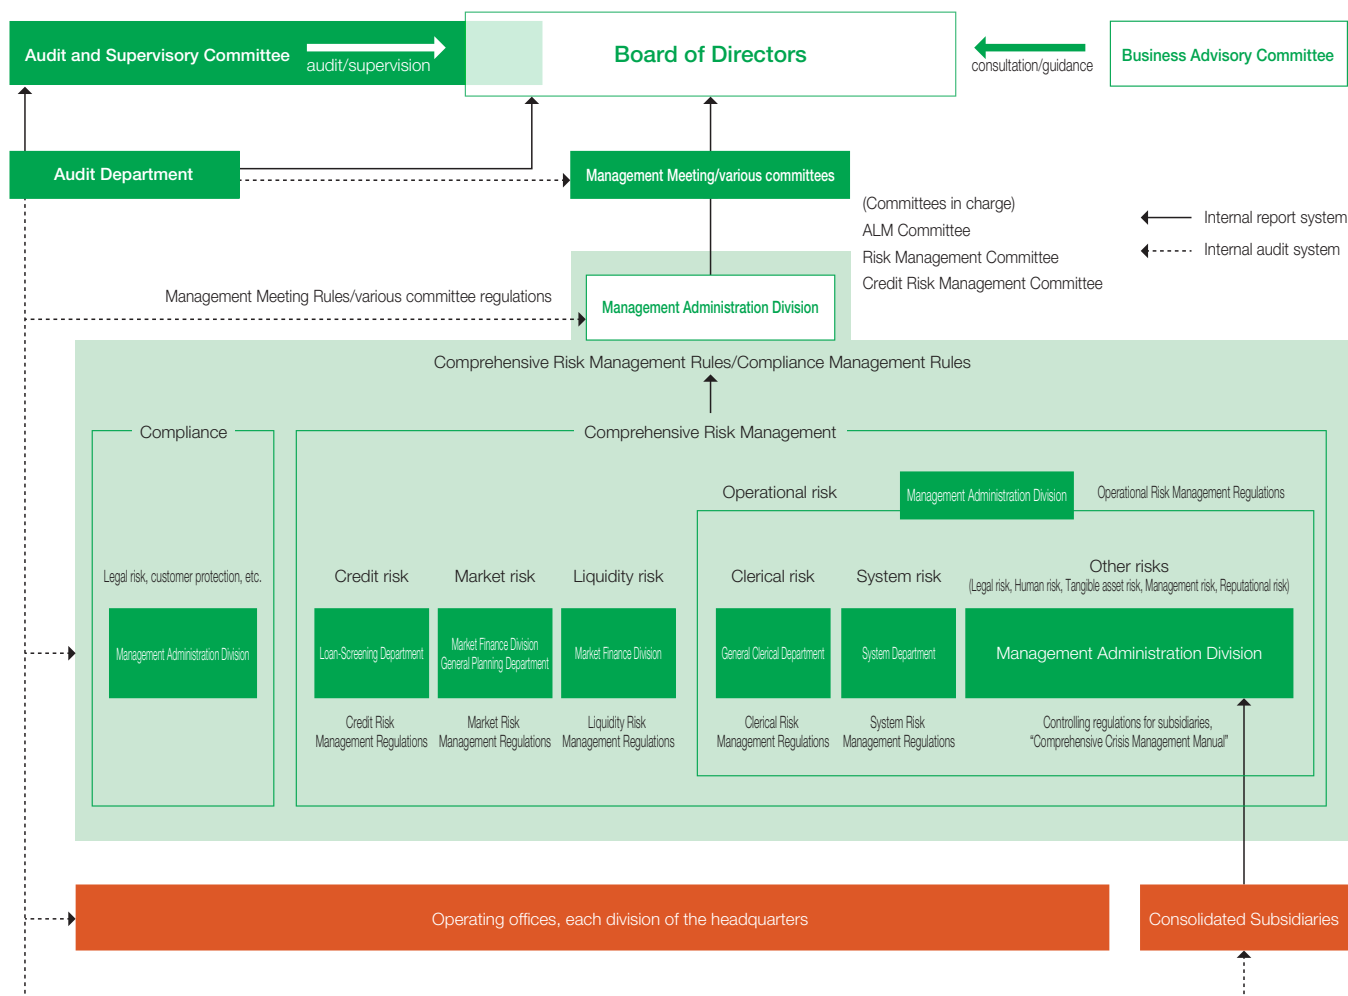 Audit and Supervisory Committee
audit/supervision
Board of Directors
consultation/guidance
Business Advisory Committee
Audit Department
Management Meeting/various committees
(Committees in charge)
ALM Committee
Risk Management Committee
Credit Risk Management Committee
Internal report system
Internal audit system
Management Meeting Rules/various committee regulations
Management Administration Division
Comprehensive Risk Management Rules/Compliance Management Rules
Compliance
Comprehensive Risk Management
Operational risk
Management Administration Division
Operational Risk Management Regulations
Legal risk, customer protection, etc.
Management Administration Division
Credit risk
Loan-Screening Department
Credit Risk
Management Regulations
Market risk
Market Finance Division
General Planning Department
Market Risk
Management Regulations
Liquidity risk
Market Finance Division
Liquidity Risk
Management Regulations
Clerical risk
General Clerical Department
Clerical Risk
Management Regulations
System risk
System Department
System Risk
Management Regulations
Other risks
(Legal risk, Human risk, Tangible asset risk, Management risk, Reputational risk)
Management Administration Division
Controlling regulations for subsidiaries,
“Comprehensive Crisis Management Manual”
Operating offices, each division of the headquarters
Consolidated Subsidiaries